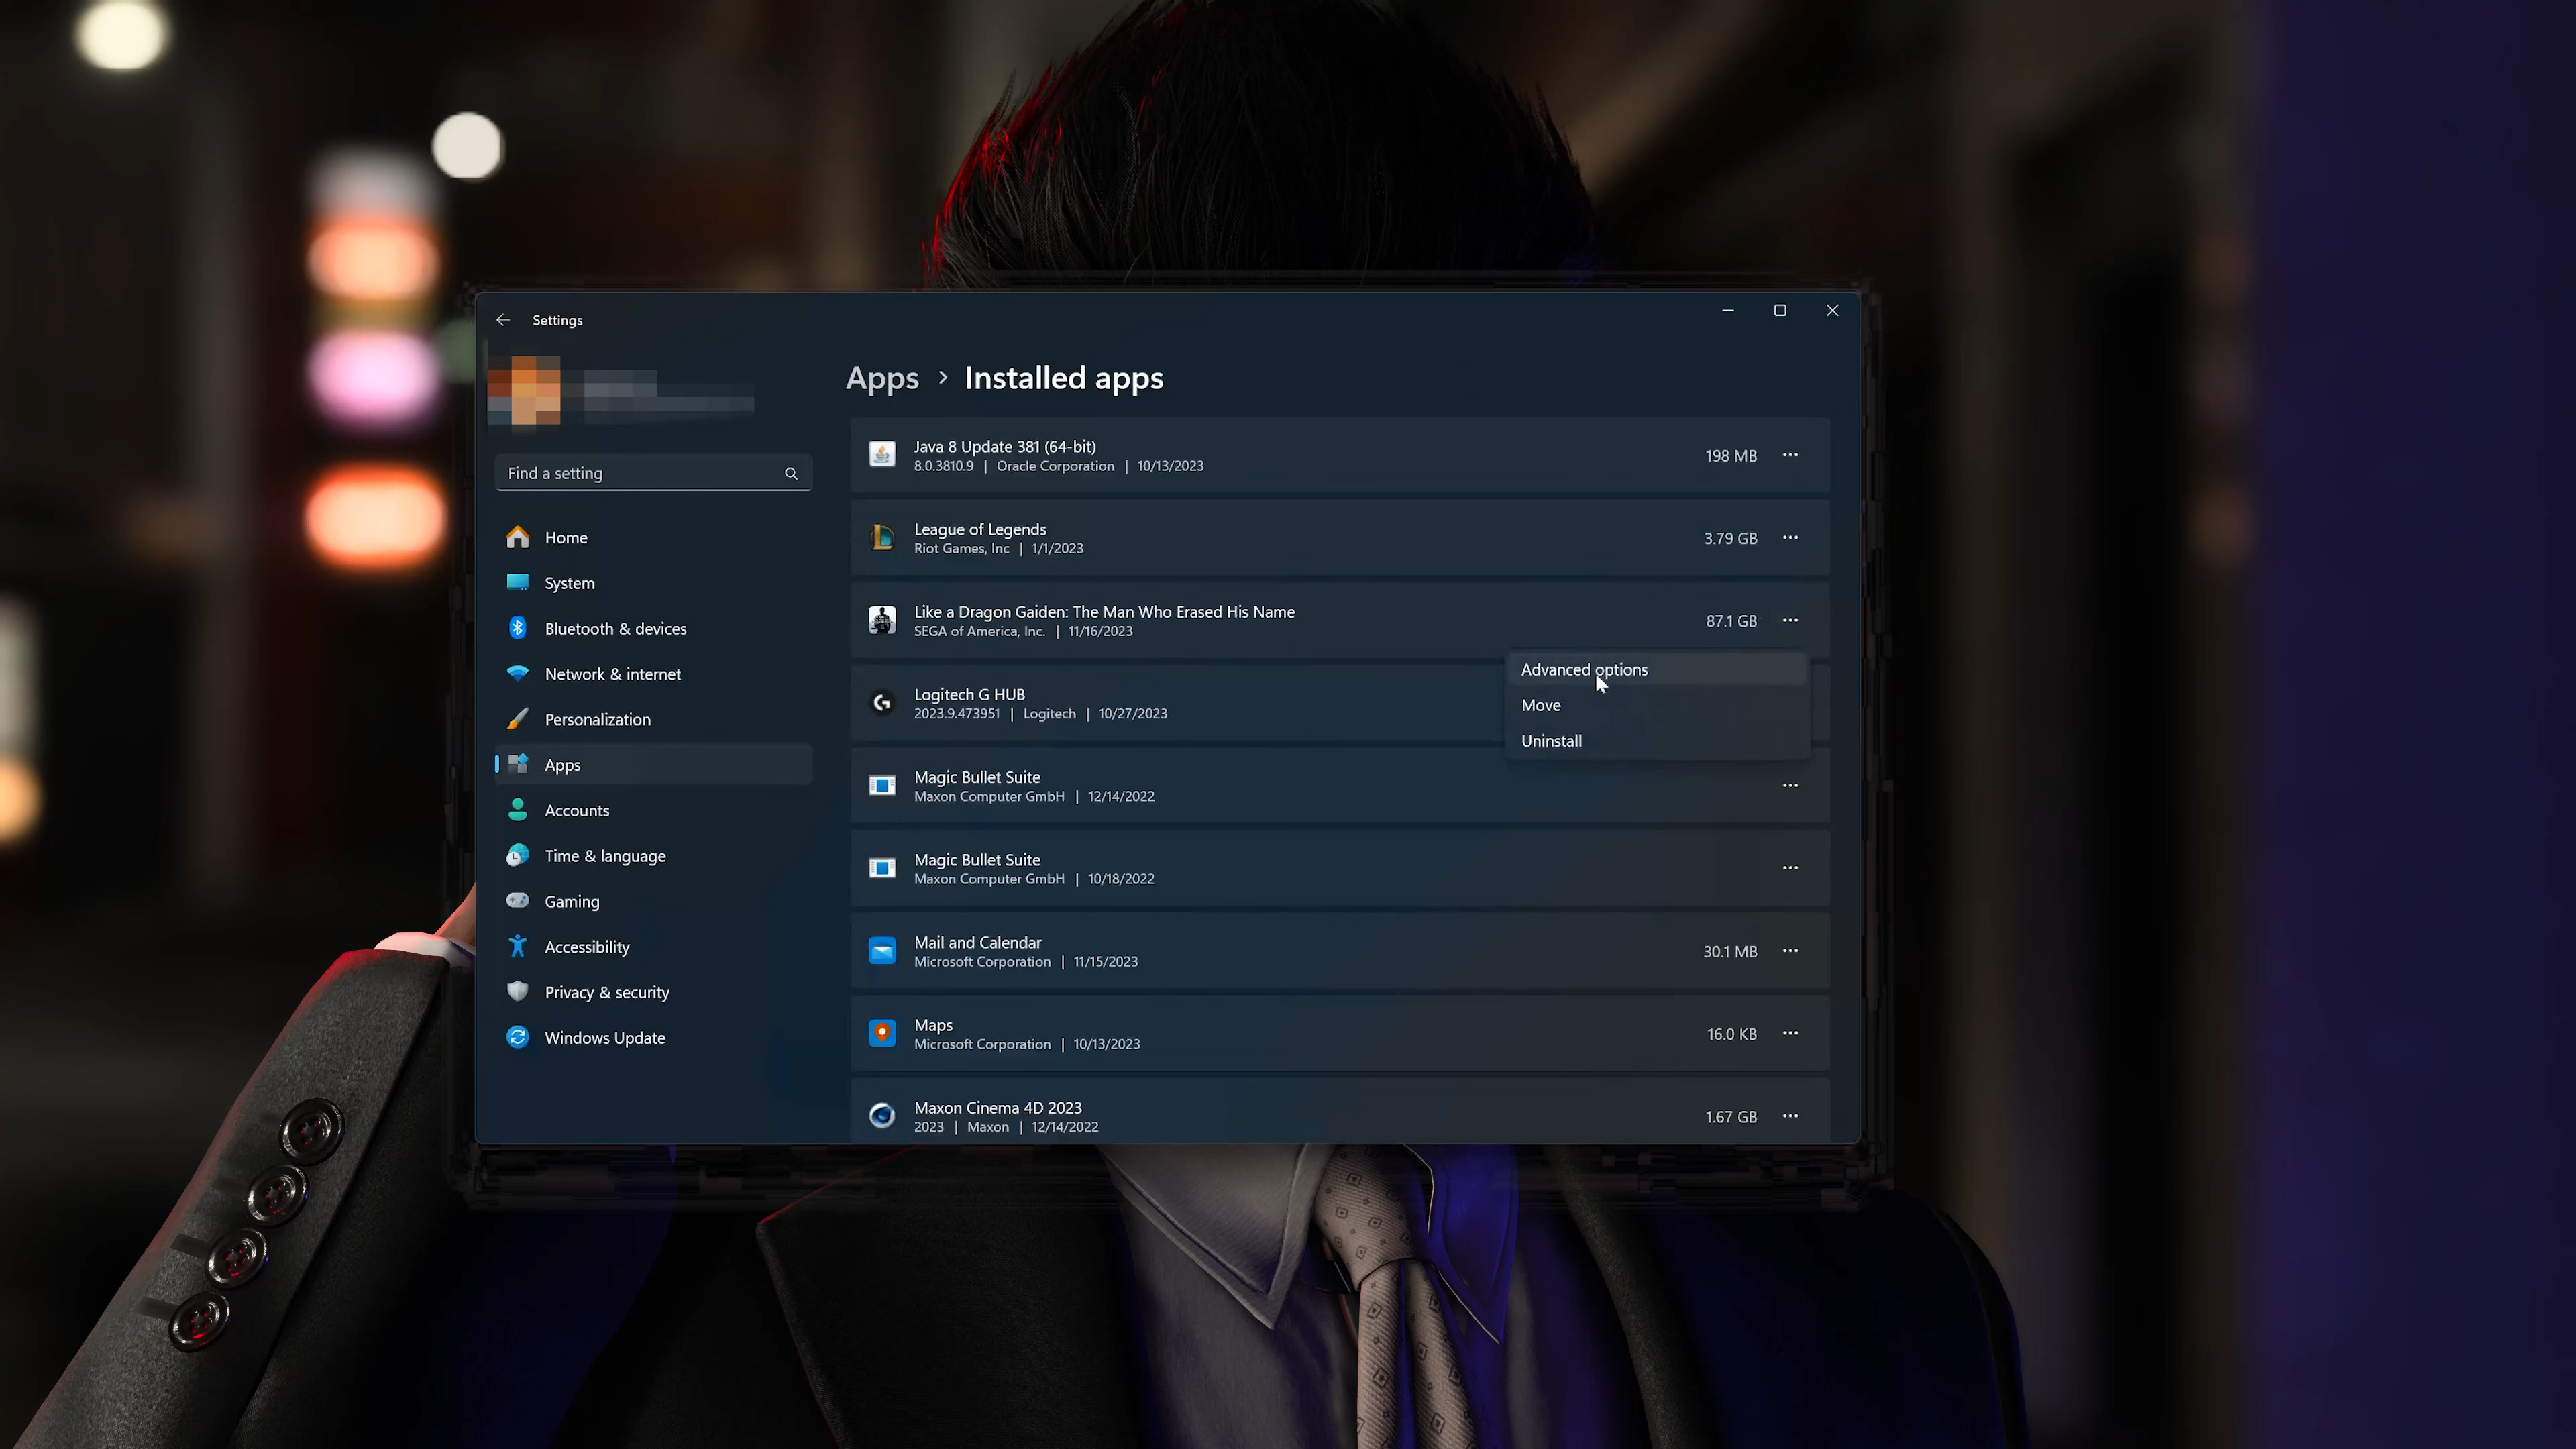 Settings
Find a setting
Home
System
Bluetooth & devices
Network & internet
Personalization
Apps
Accounts
Time & language
Gaming
Accessibility
Privacy & security
Windows Update
Apps > Installed apps
Java 8 Update 381 (64-bit)
8.0.3810.9 | Oracle Corporation | 10/13/2023
198 MB
League of Legends
Riot Games, Inc | 1/1/2023
3.79 GB
Like a Dragon Gaiden: The Man Who Erased His Name
SEGA of America, Inc. | 11/16/2023
87.1 GB
Advanced options
Move
Uninstall
Logitech G HUB
2023.9.473951 | Logitech | 10/27/2023
Magic Bullet Suite
Maxon Computer GmbH | 12/14/2022
Magic Bullet Suite
Maxon Computer GmbH | 10/18/2022
Mail and Calendar
Microsoft Corporation | 11/15/2023
30.1 MB
Maps
Microsoft Corporation | 10/13/2023
16.0 KB
Maxon Cinema 4D 2023
2023 | Maxon | 12/14/2022
1.67 GB